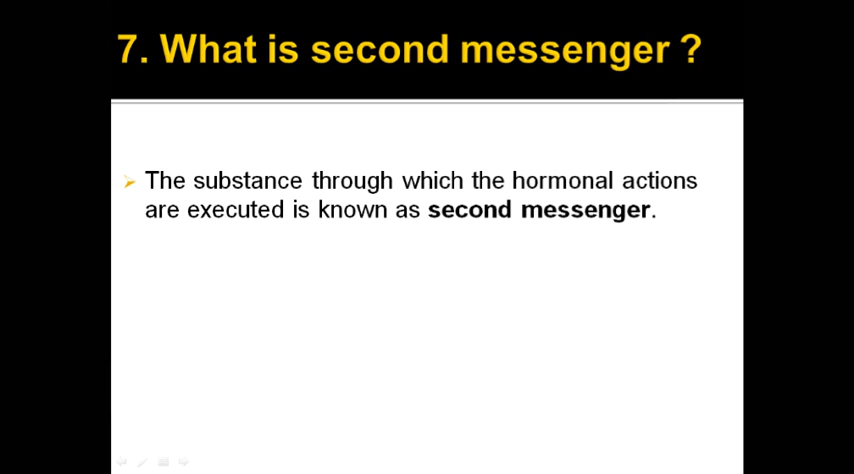 7. What is second messenger ?
The substance through which the hormonal actions
are executed is known as second messenger.